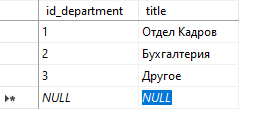 id_department title
1 Отдел Кадров
2 Бухгалтерия
3 Другое
NULL NULL